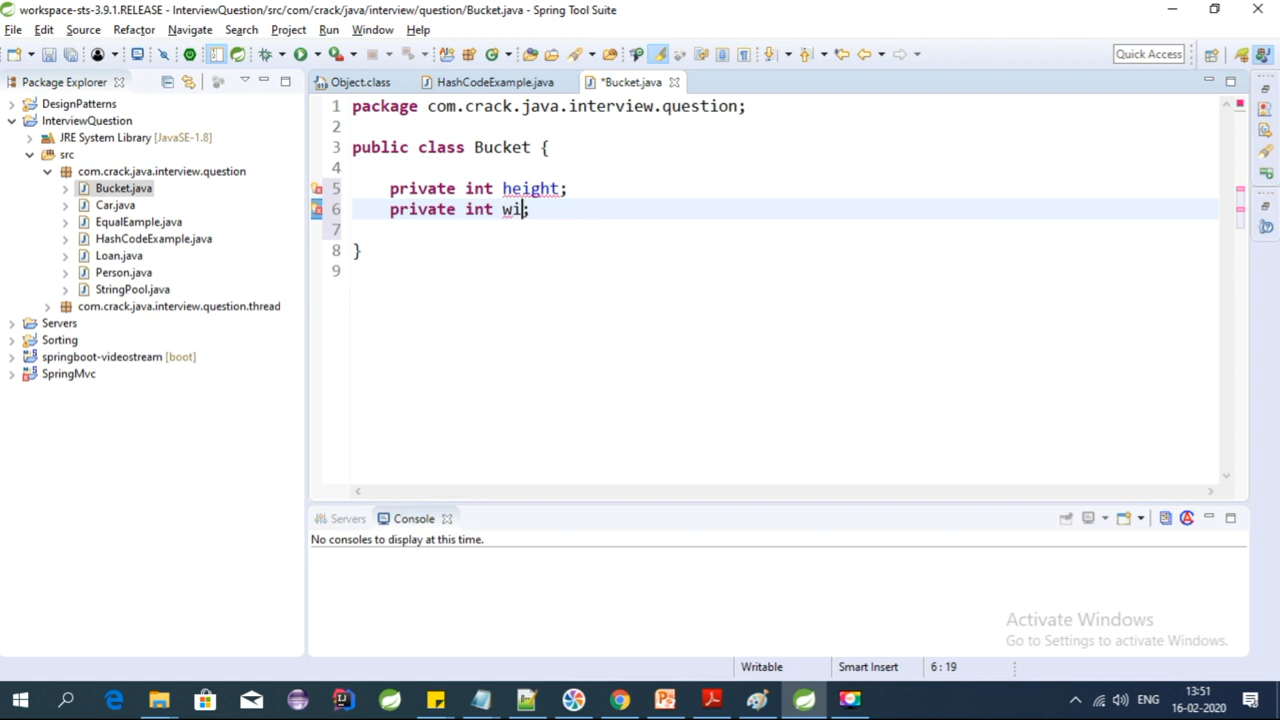 workspace-sts-3.9.1.RELEASE - InterviewQuestion/src/com/crack/java/interview/question/Bucket.java - Spring Tool Suite
File Edit Source Refactor Navigate Search Project Run Window Help
Quick Access
Package Explorer
Object.class HashCodeExample.java *Bucket.java
DesignPatterns
InterviewQuestion
JRE System Library [JavaSE-1.8]
src
com.crack.java.interview.question
Bucket.java
Car.java
EqualEample.java
HashCodeExample.java
Loan.java
Person.java
StringPool.java
com.crack.java.interview.question.thread
Servers
Sorting
springboot-videostream [boot]
SpringMvc
1 package com.crack.java.interview.question;
2
3 public class Bucket {
4
5 private int height;
6 private int wi;
7
8 }
9
Servers Console
No consoles to display at this time.
Activate Windows
Go to Settings to activate Windows.
Writable Smart Insert 6 : 19
ENG
13:51
16-02-2020